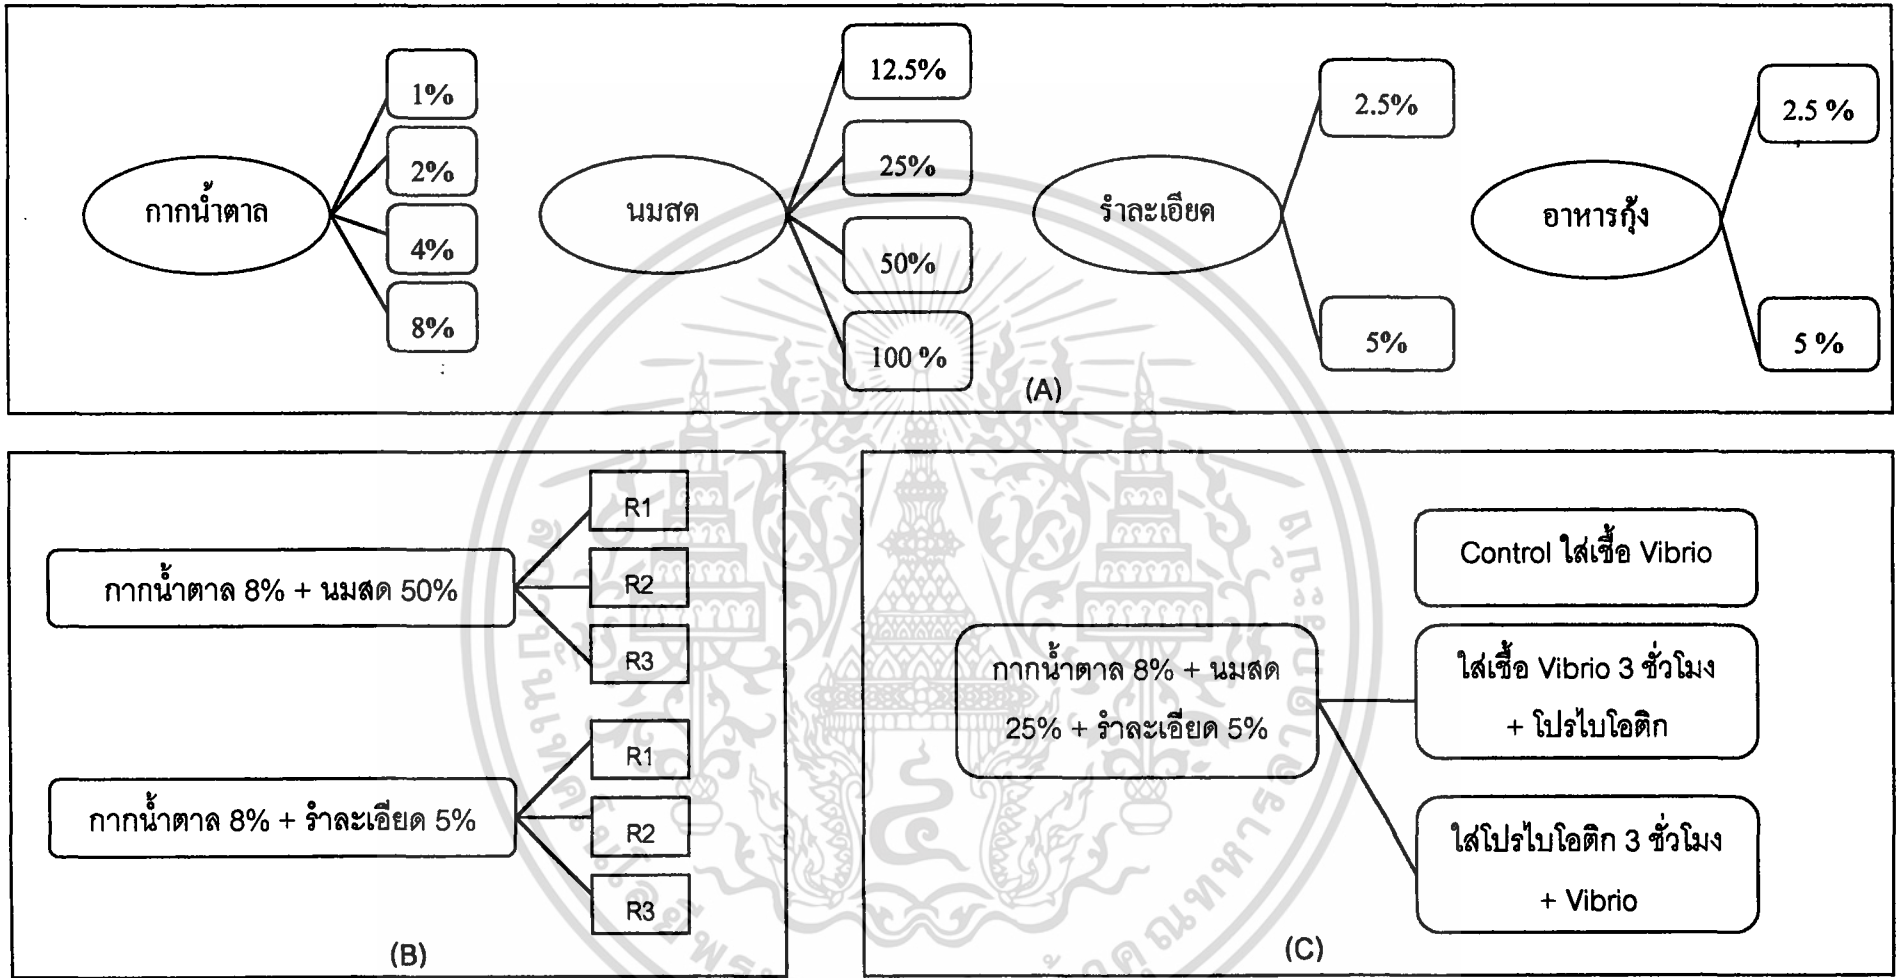 กากน้ำตาล
1%
2%
4%
8%
นมสด
12.5%
25%
50%
100 %
รำละเอียด
2.5%
5%
อาหารกุ้ง
2.5 %
5 %
(A)
กากน้ำตาล 8% + นมสด 50%
R1
R2
R3
กากน้ำตาล 8% + รำละเอียด 5%
R1
R2
R3
(B)
กากน้ำตาล 8% + นมสด
25% + รำละเอียด 5%
Control ใส่เชื้อ Vibrio
ใส่เชื้อ Vibrio 3 ชั่วโมง
+ โปรไบโอติก
ใส่โปรไบโอติก 3 ชั่วโมง
+ Vibrio
(C)